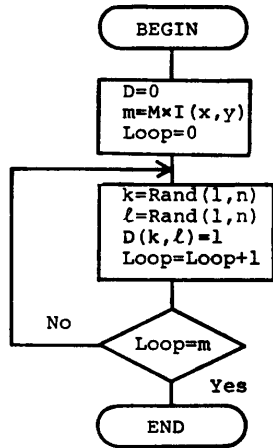 BEGIN
D=0
m=M×I(x,y)
Loop=0
k=Rand(1,n)
ℓ=Rand(1,n)
D(k,ℓ)=1
Loop=Loop+1
No
Loop=m
Yes
END